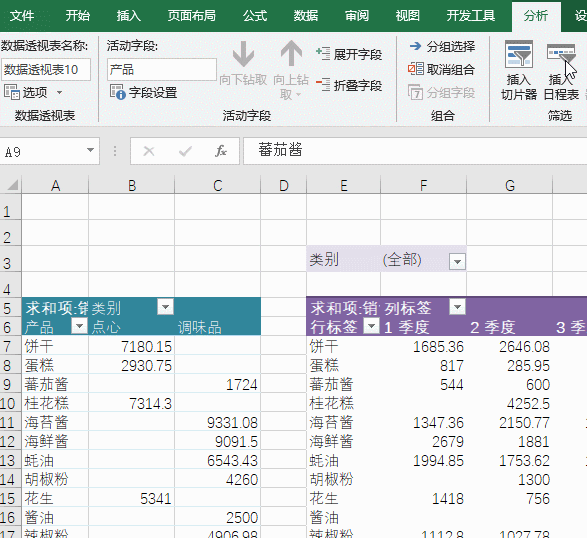 文件 开始 插入 页面布局 公式 数据 审阅 视图 开发工具 分析 设
数据透视表名称: 活动字段:
数据透视表10 产品 向下钻取 向上钻取 展开字段 折叠字段
选项 字段设置
数据透视表 活动字段
分组选择
取消组合
分组字段
组合
插入切片器 插入日程表
筛选
A9 fx 蕃茄酱
A B C D E F G
1
2
3 类别 (全部)
4
5 求和项:销 类别 求和项:销 列标签
6 产品 点心 调味品 行标签 1 季度 2 季度 3 季
7 饼干 7180.15 饼干 1685.36 2646.08
8 蛋糕 2930.75 蛋糕 817 285.95
9 蕃茄酱 1724 蕃茄酱 544 600
10 桂花糕 7314.3 桂花糕 4252.5
11 海苔酱 9331.08 海苔酱 1347.36 2150.77
12 海鲜酱 9091.5 海鲜酱 2679 1881
13 蚝油 6543.43 蚝油 1994.85 1753.62
14 胡椒粉 4260 胡椒粉 1300
15 花生 5341 花生 1418 756
16 酱油 2500 酱油
17 辣椒粉 4906.98 辣椒粉 1112.8 1027.78